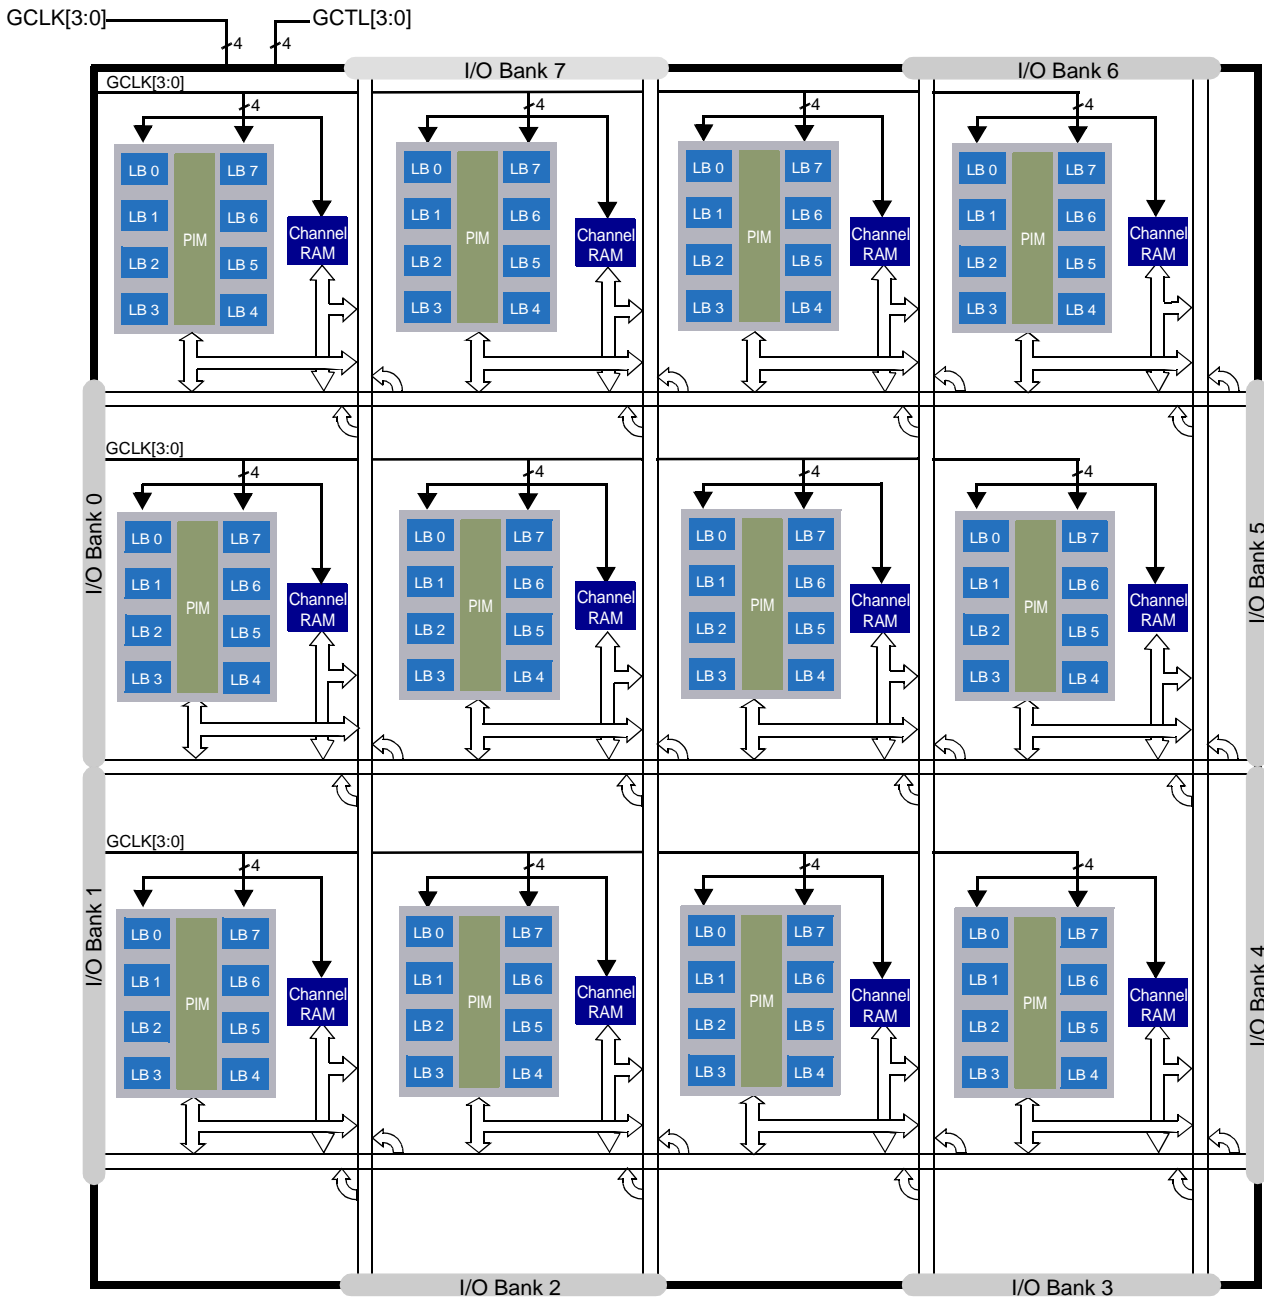 GCLK[3:0]
GCTL[3:0]
4
4
I/O Bank 7
I/O Bank 6
GCLK[3:0]
4
4
4
4
LB 0
LB 7
LB 0
LB 7
LB 0
LB 7
LB 0
LB 7
LB 1
LB 6
LB 1
LB 6
LB 1
LB 6
LB 1
LB 6
PIM
PIM
PIM
PIM
Channel
RAM
Channel
RAM
Channel
RAM
Channel
RAM
LB 2
LB 5
LB 2
LB 5
LB 2
LB 5
LB 2
LB 5
LB 3
LB 4
LB 3
LB 4
LB 3
LB 4
LB 3
LB 4
I/O Bank 0
I/O Bank 5
GCLK[3:0]
4
4
4
4
LB 0
LB 7
LB 0
LB 7
LB 0
LB 7
LB 0
LB 7
LB 1
LB 6
LB 1
LB 6
LB 1
LB 6
LB 1
LB 6
PIM
PIM
PIM
PIM
Channel
RAM
Channel
RAM
Channel
RAM
Channel
RAM
LB 2
LB 5
LB 2
LB 5
LB 2
LB 5
LB 2
LB 5
LB 3
LB 4
LB 3
LB 4
LB 3
LB 4
LB 3
LB 4
I/O Bank 1
I/O Bank 4
GCLK[3:0]
4
4
4
4
LB 0
LB 7
LB 0
LB 7
LB 0
LB 7
LB 0
LB 7
LB 1
LB 6
LB 1
LB 6
LB 1
LB 6
LB 1
LB 6
PIM
PIM
PIM
PIM
Channel
RAM
Channel
RAM
Channel
RAM
Channel
RAM
LB 2
LB 5
LB 2
LB 5
LB 2
LB 5
LB 2
LB 5
LB 3
LB 4
LB 3
LB 4
LB 3
LB 4
LB 3
LB 4
I/O Bank 2
I/O Bank 3